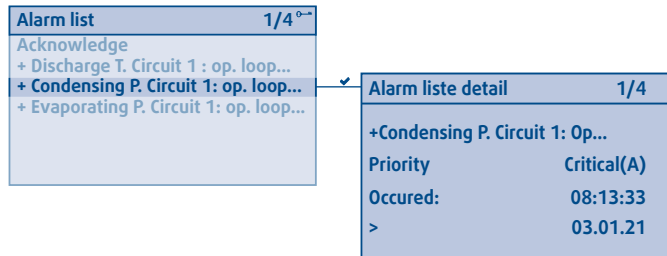 Alarm list 1/4
Acknowledge
+ Discharge T. Circuit 1 : op. loop...
+ Condensing P. Circuit 1: op. loop...
+ Evaporating P. Circuit 1: op. loop...
Alarm liste detail 1/4
+Condensing P. Circuit 1: Op...
Priority Critical(A)
Occured: 08:13:33
> 03.01.21